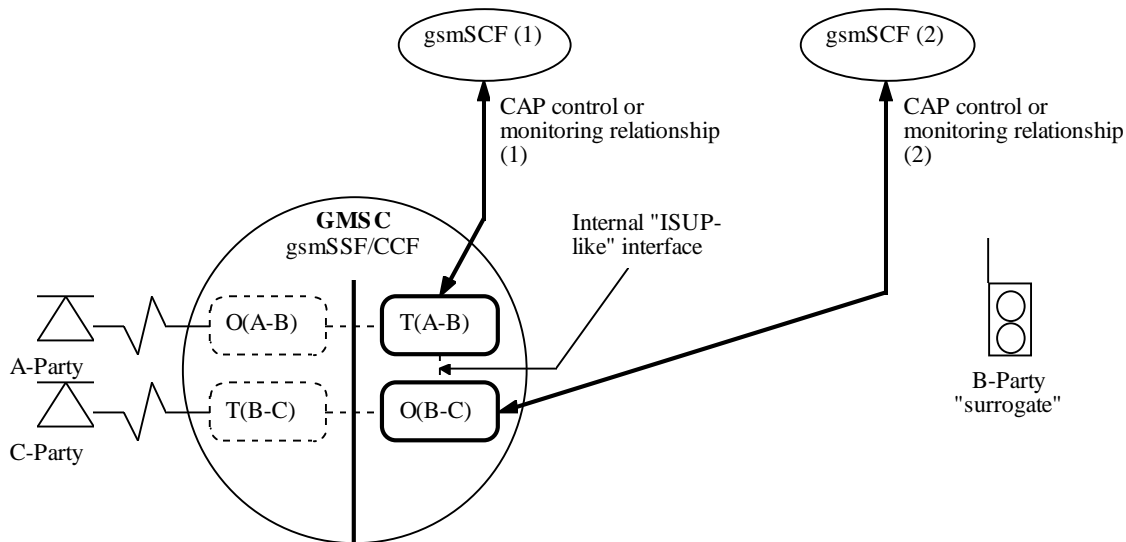 gsmSCF (1)
gsmSCF (2)
CAP control or
monitoring relationship
(1)
CAP control or
monitoring relationship
(2)
GMSC
gsmSSF/CCF
Internal "ISUP-
like" interface
O(A-B)
T(A-B)
A-Party
T(B-C)
O(B-C)
C-Party
B-Party
"surrogate"